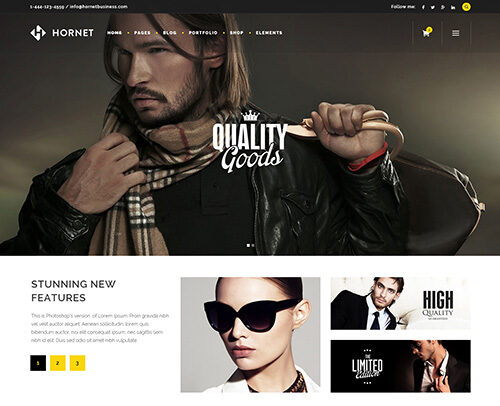 1-444-123-4559 / info@hornetbusiness.com
Follow me:
HORNET
HOME PAGES BLOG PORTFOLIO SHOP ELEMENTS
QUALITY
Goods
STUNNING NEW
FEATURES
This is Photoshop's version of Lorem Ipsum. Proin gravida nibh
vel velit auctor aliquet. Aenean sollicitudin, lorem quis
bibendum auctor, nisi elit consequat ipsum, nec sagittis sem
nibh id elit. Duis sed odio sit amet nibh vulputate
1 2 3
HIGH
QUALITY
THE
LIMITED
Edition